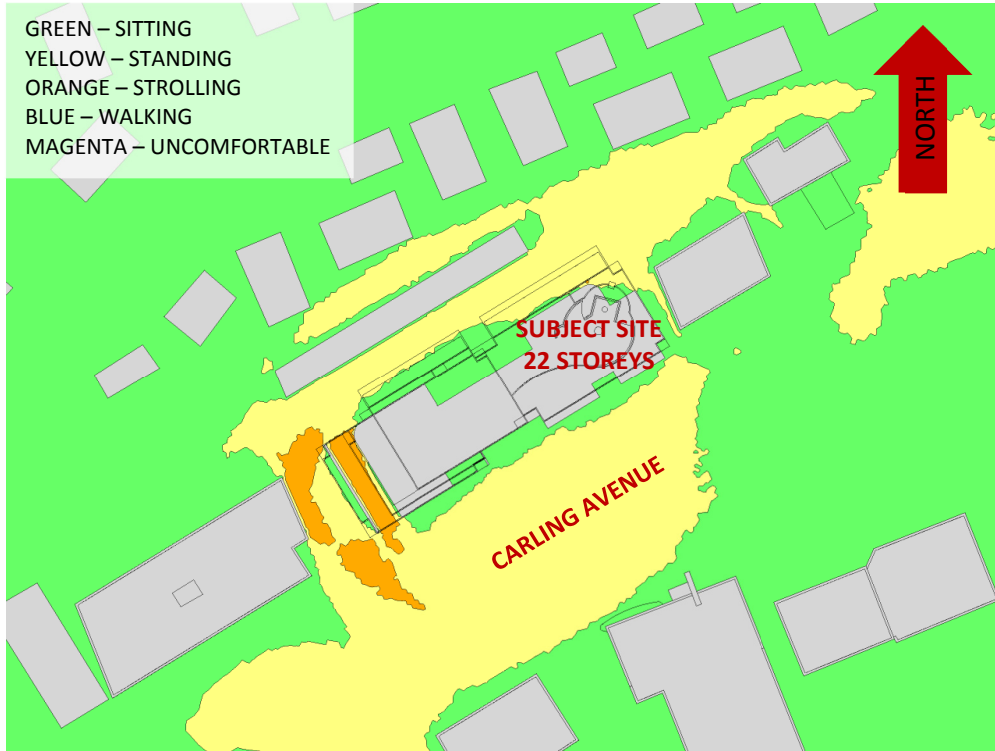 GREEN – SITTING
YELLOW – STANDING
ORANGE – STROLLING
BLUE – WALKING
MAGENTA – UNCOMFORTABLE
NORTH
SUBJECT SITE
22 STOREYS
CARLING AVENUE